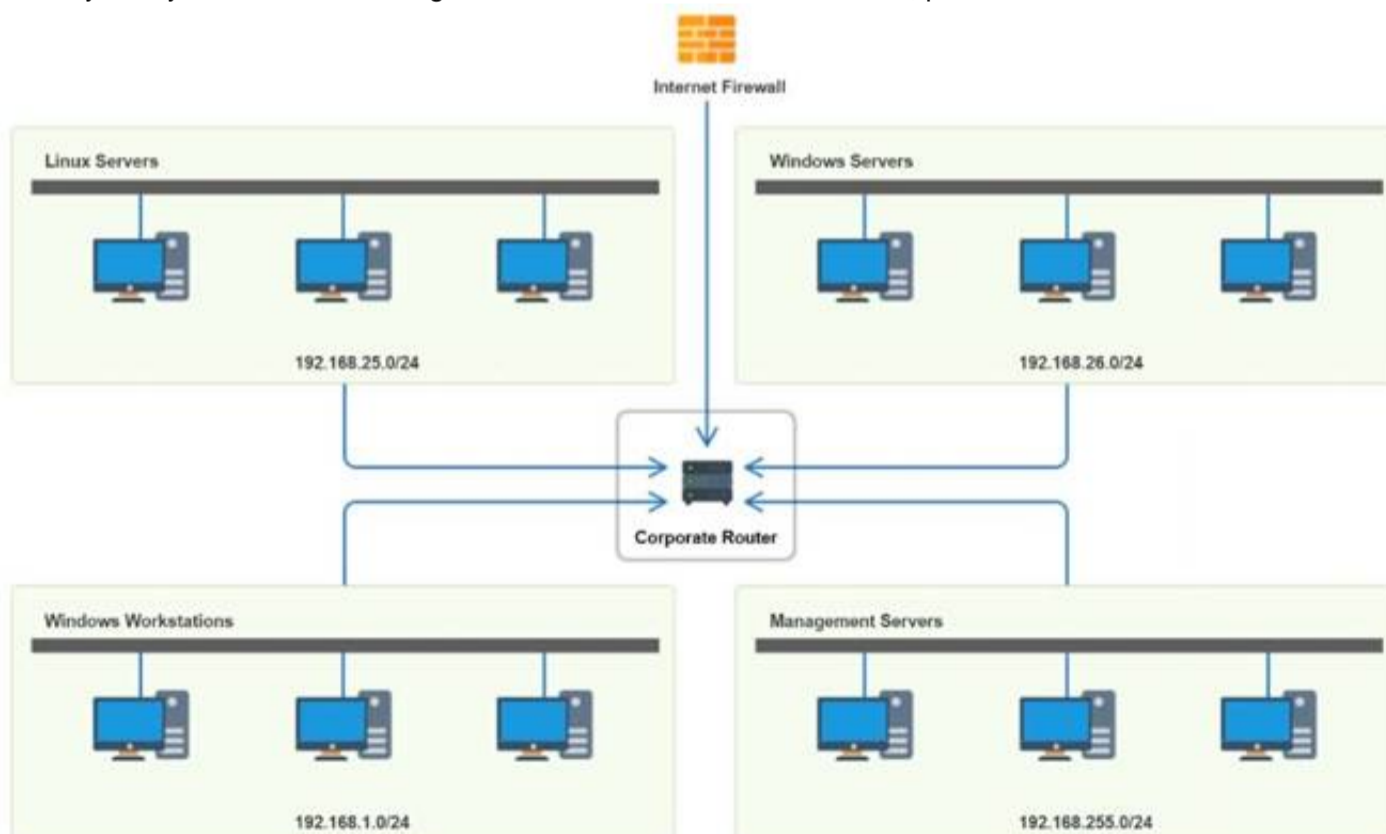 Internet Firewall
Linux Servers
Windows Servers
192.168.25.0/24
192.168.26.0/24
Corporate Router
Windows Workstations
Management Servers
192.168.1.0/24
192.168.255.0/24